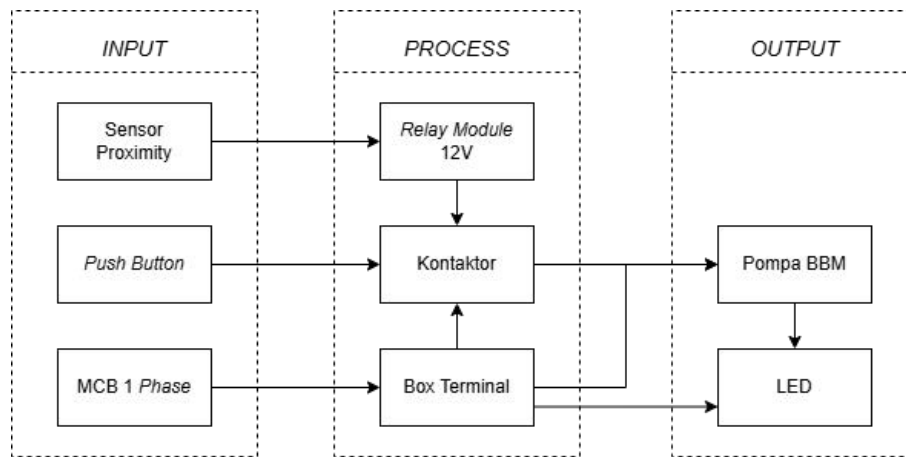 INPUT
PROCESS
OUTPUT
Sensor
Proximity
Relay Module
12V
Push Button
Kontaktor
Pompa BBM
MCB 1 Phase
Box Terminal
LED